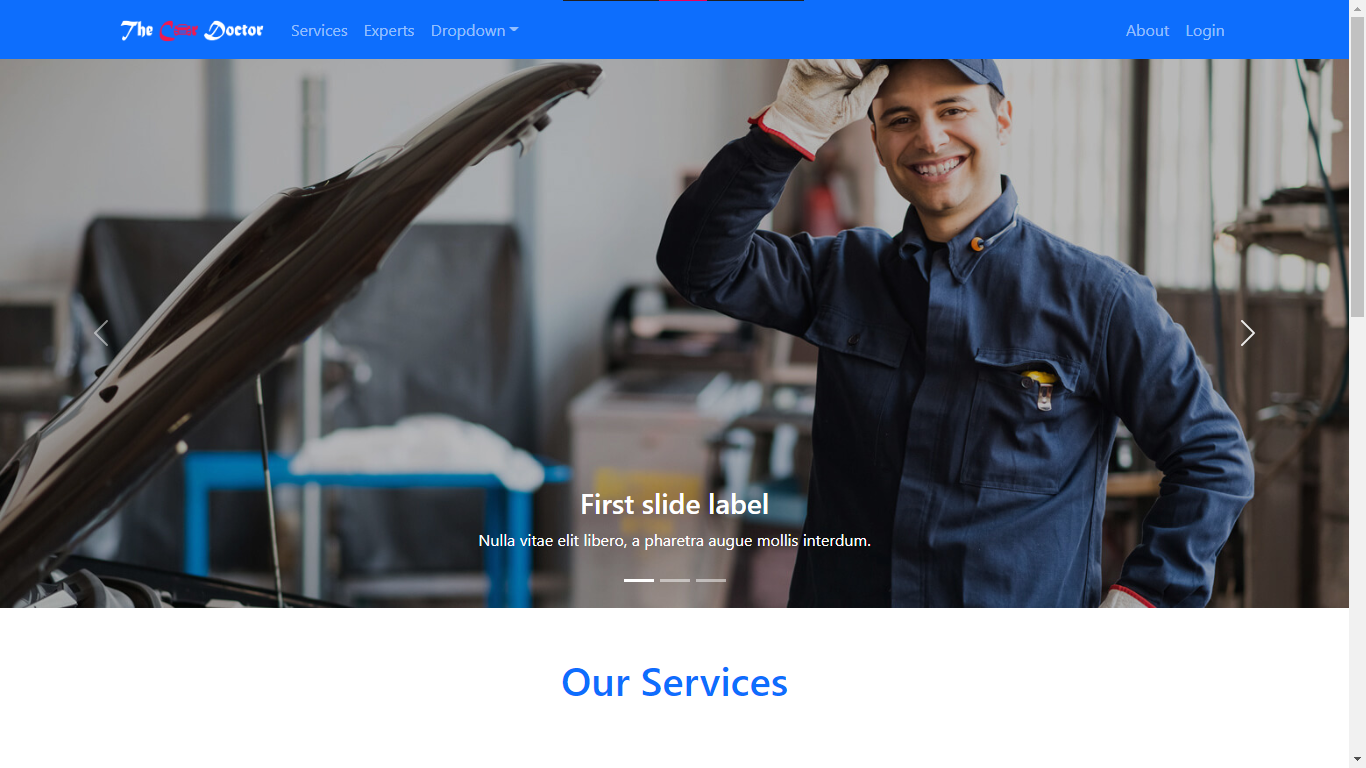 The Car Doctor
Services
Experts
Dropdown
About
Login
First slide label
Nulla vitae elit libero, a pharetra augue mollis interdum.
Our Services